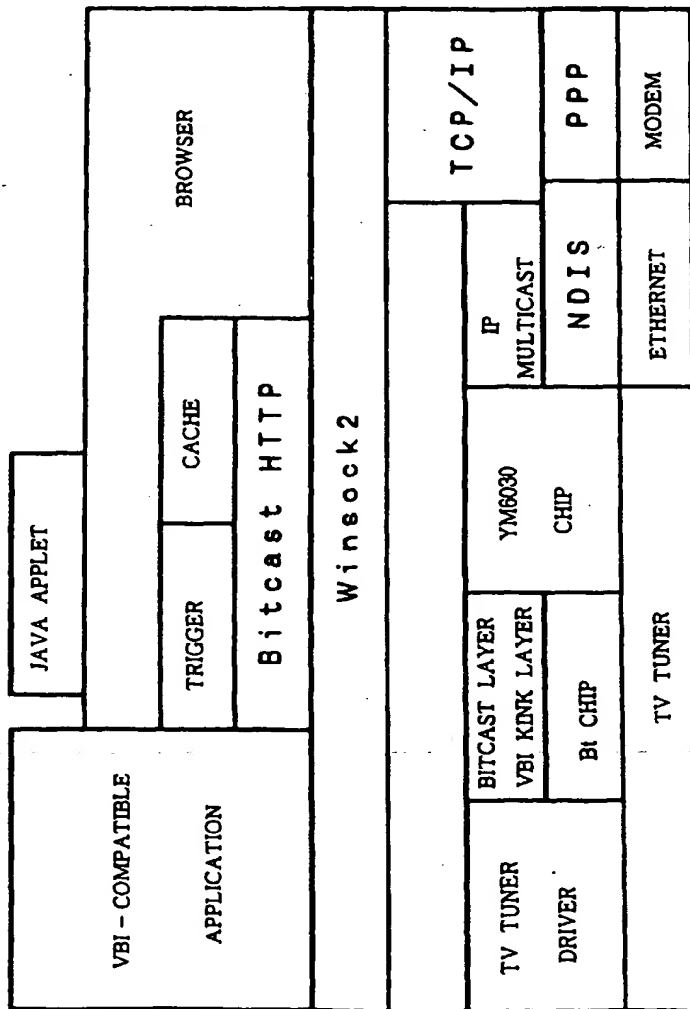 JAVA APPLET
VBI - COMPATIBLE
APPLICATION
BROWSER
TRIGGER
CACHE
Bitcast HTTP
Winsock2
TCP/IP
TV TUNER
DRIVER
BITCAST LAYER
VBI KINK LAYER
Bt CHIP
YM6030
CHIP
IP
MULTICAST
NDIS
PPP
TV TUNER
ETHERNET
MODEM